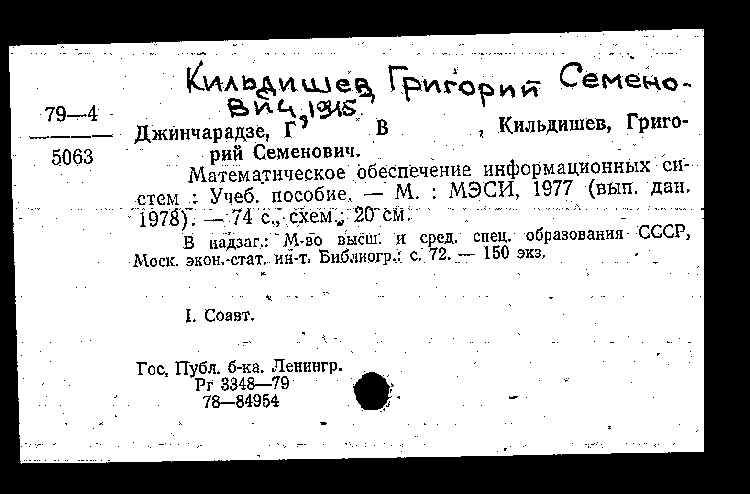 Кильдишев Григорий Семено-
вич, 1915
79—4
5063
Джинчарадзе, Г В , Кильдишев, Григо-
рий Семенович.
Математическое обеспечение информационных си-
стем : Учеб. пособие. — М. : МЭСИ, 1977 (вып. дан.
1978). — 74 с., схем.; 20 см.
В надзаг.: М-во высш. и сред. спец. образования СССР,
Моск. экон.-стат. ин-т. Библиогр.: с. 72. — 150 экз.
I. Соавт.
Гос. Публ. б-ка. Ленингр.
Рг 3348—79
78—84954